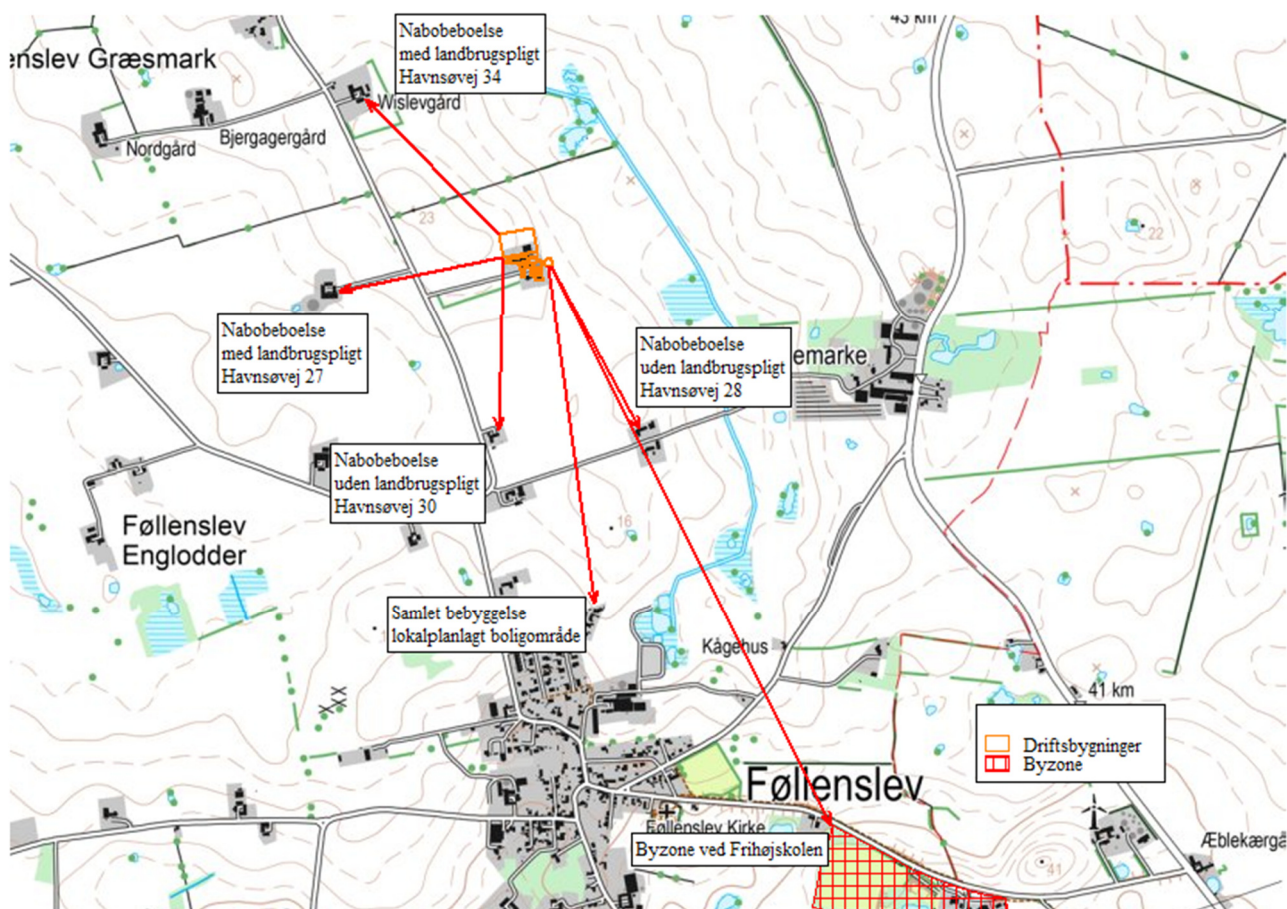 43 km
Nabobeboelse
med landbrugspligt
Havnsøvej 34
enslev Græsmark
Wislevgård
Bjergagergård
Nordgård
23
22
Nabobeboelse
med landbrugspligt
Havnsøvej 27
Nabobeboelse
uden landbrugspligt
Havnsøvej 28
emarke
Nabobeboelse
uden landbrugspligt
Havnsøvej 30
16
Føllenslev
Englodder
Samlet bebyggelse
lokalplanlagt boligområde
Kågehus
41 km
Driftsbygninger
Byzone
Føllenslev
Føllenslev Kirke
Byzone ved Frihøjskolen
Æblekærgå
41